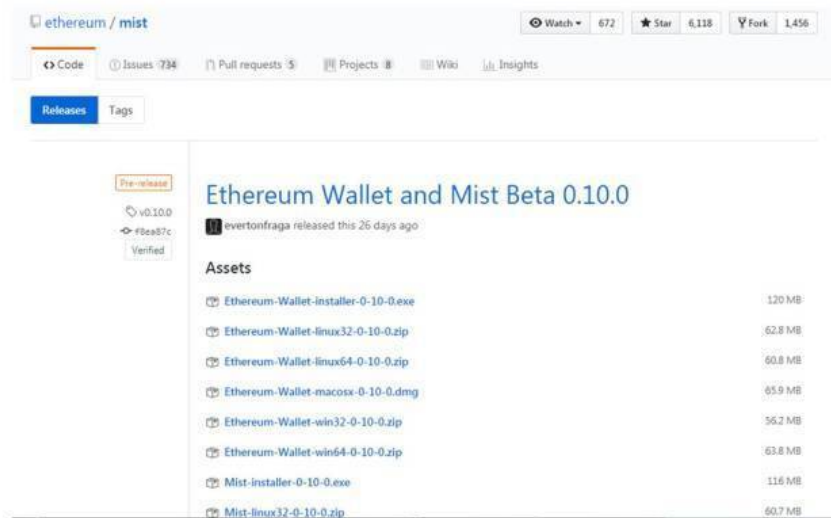 ethereum / mist
Watch 672 Star 6,118 Fork 1,456
Code Issues 734 Pull requests 5 Projects 8 Wiki Insights
Releases Tags
Pre-release
v0.10.0
f8ea87c
Verified
Ethereum Wallet and Mist Beta 0.10.0
evertonfraga released this 26 days ago
Assets
Ethereum-Wallet-installer-0-10-0.exe 120 MB
Ethereum-Wallet-linux32-0-10-0.zip 62.8 MB
Ethereum-Wallet-linux64-0-10-0.zip 60.8 MB
Ethereum-Wallet-macosx-0-10-0.dmg 65.9 MB
Ethereum-Wallet-win32-0-10-0.zip 56.2 MB
Ethereum-Wallet-win64-0-10-0.zip 63.8 MB
Mist-installer-0-10-0.exe 116 MB
Mist-linux32-0-10-0.zip 60.7 MB